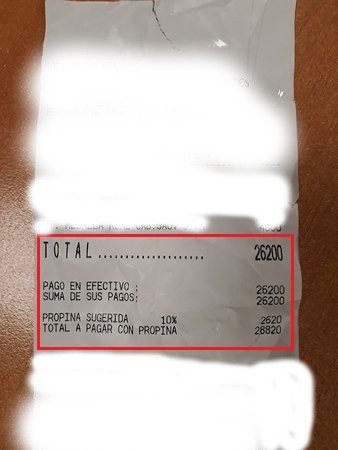 TOTAL..................... 26200
PAGO EN EFECTIVO : 26200
SUMA DE SUS PAGOS: 26200
PROPINA SUGERIDA 10% 2620
TOTAL A PAGAR CON PROPINA 28820